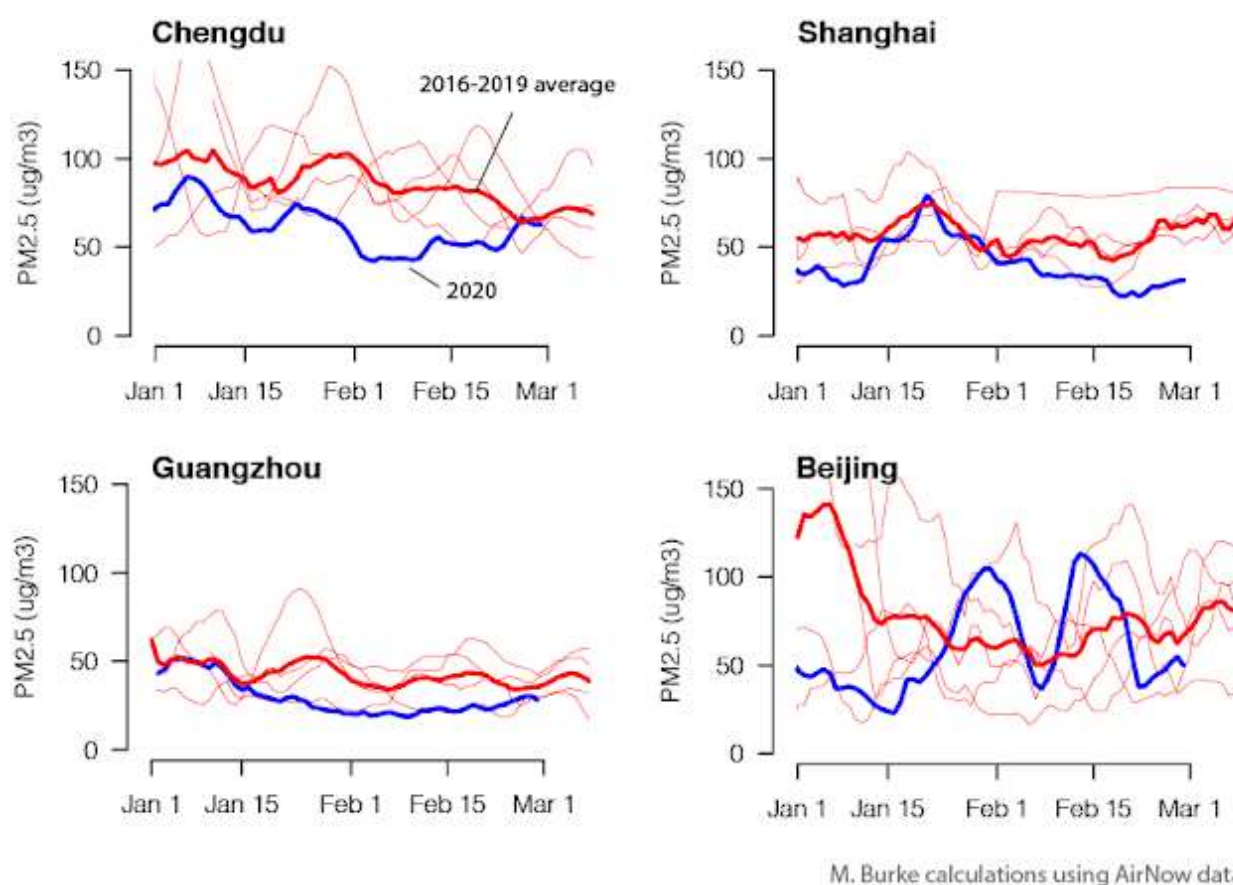 Chengdu
PM2.5 (ug/m3)
150
100
50
0
2016-2019 average
2020
Jan 1 Jan 15 Feb 1 Feb 15 Mar 1
Shanghai
PM2.5 (ug/m3)
150
100
50
0
Jan 1 Jan 15 Feb 1 Feb 15 Mar 1
Guangzhou
PM2.5 (ug/m3)
150
100
50
0
Jan 1 Jan 15 Feb 1 Feb 15 Mar 1
Beijing
PM2.5 (ug/m3)
150
100
50
0
Jan 1 Jan 15 Feb 1 Feb 15 Mar 1
M. Burke calculations using AirNow data